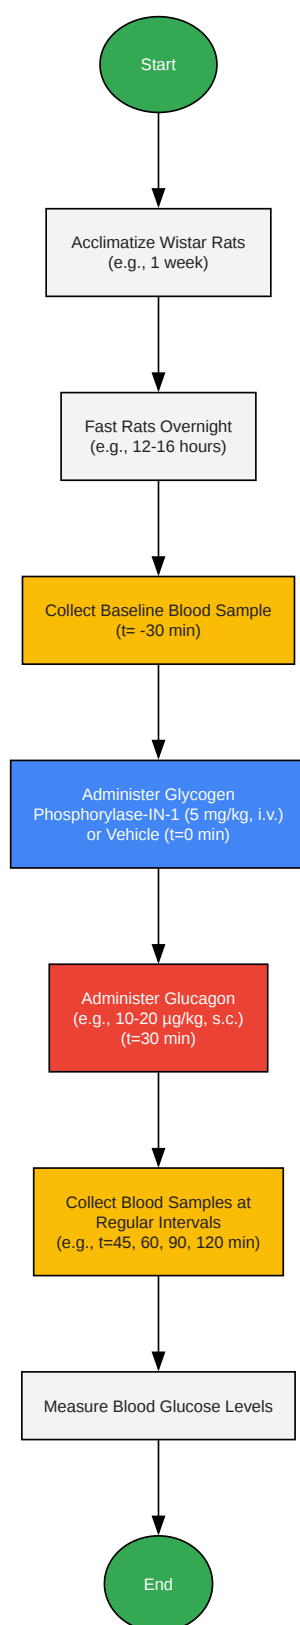 Start
Acclimatize Wistar Rats
(e.g., 1 week)
Fast Rats Overnight
(e.g., 12-16 hours)
Collect Baseline Blood Sample
(t= -30 min)
Administer Glycogen
Phosphorylase-IN-1 (5 mg/kg, i.v.)
or Vehicle (t=0 min)
Administer Glucagon
(e.g., 10-20 µg/kg, s.c.)
(t=30 min)
Collect Blood Samples at
Regular Intervals
(e.g., t=45, 60, 90, 120 min)
Measure Blood Glucose Levels
End